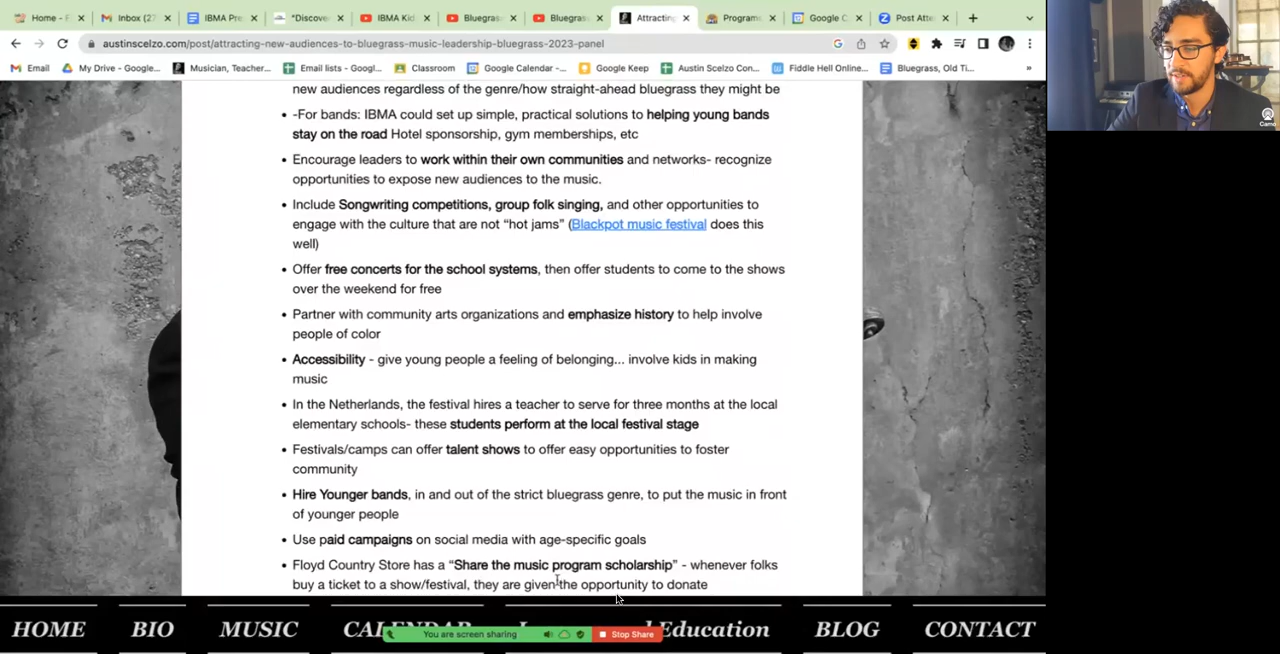 Home - F
Inbox (27
IBMA Pre
"Discove
IBMA Kid
Bluegras
Bluegras
Attractin
Programs
Google C
Post Atte
austinscelzo.com/post/attracting-new-audiences-to-bluegrass-music-leadership-bluegrass-2023-panel
Email
My Drive - Google...
Musician, Teacher...
Email lists - Googl...
Classroom
Google Calendar -...
Google Keep
Austin Scelzo Con...
Fiddle Hell Online...
Bluegrass, Old Ti...
»
new audiences regardless of the genre/how straight-ahead bluegrass they might be
• -For bands: IBMA could set up simple, practical solutions to helping young bands
stay on the road Hotel sponsorship, gym memberships, etc
• Encourage leaders to work within their own communities and networks- recognize
opportunities to expose new audiences to the music.
• Include Songwriting competitions, group folk singing, and other opportunities to
engage with the culture that are not “hot jams” (Blackpot music festival does this
well)
• Offer free concerts for the school systems, then offer students to come to the shows
over the weekend for free
• Partner with community arts organizations and emphasize history to help involve
people of color
• Accessibility - give young people a feeling of belonging... involve kids in making
music
• In the Netherlands, the festival hires a teacher to serve for three months at the local
elementary schools- these students perform at the local festival stage
• Festivals/camps can offer talent shows to offer easy opportunities to foster
community
• Hire Younger bands, in and out of the strict bluegrass genre, to put the music in front
of younger people
• Use paid campaigns on social media with age-specific goals
• Floyd Country Store has a “Share the music program scholarship” - whenever folks
buy a ticket to a show/festival, they are given the opportunity to donate
HOME
BIO
MUSIC
CALENDAR
Education
BLOG
CONTACT
You are screen sharing
Stop Share
Camo